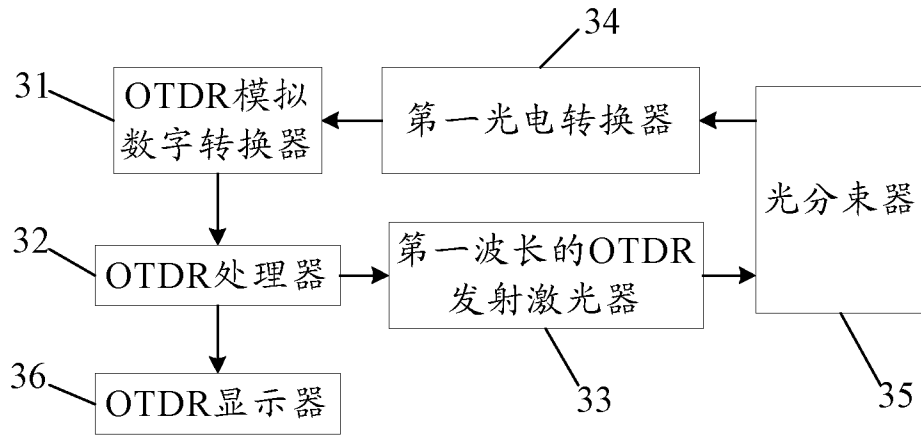 34
31
OTDR模拟
数字转换器
第一光电转换器
光分束器
32
OTDR处理器
第一波长的OTDR
发射激光器
36
OTDR显示器
33
35